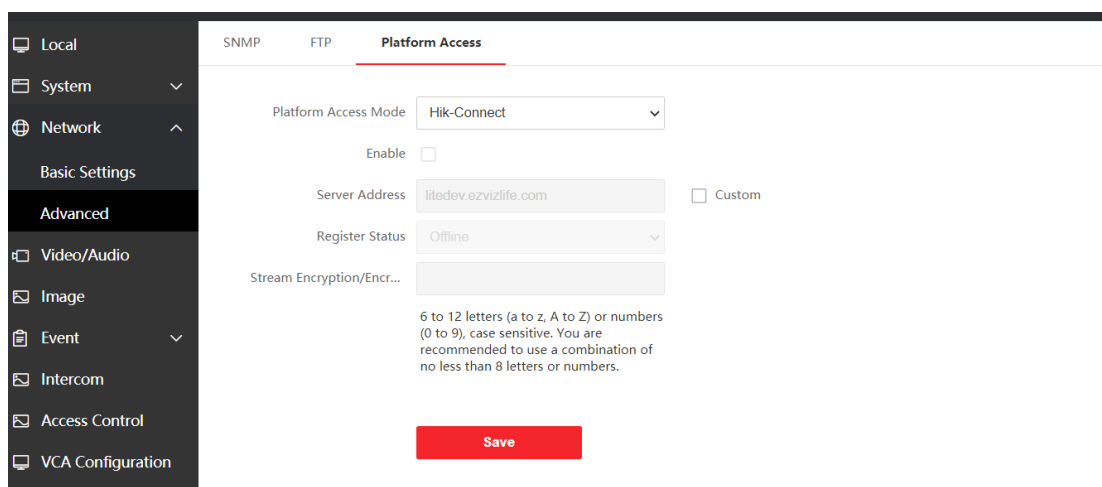 Local
System
Network
Basic Settings
Advanced
Video/Audio
Image
Event
Intercom
Access Control
VCA Configuration
SNMP FTP Platform Access
Platform Access Mode Hik-Connect
Enable
Server Address litedev.ezvizlife.com Custom
Register Status Offline
Stream Encryption/Encr...
6 to 12 letters (a to z, A to Z) or numbers
(0 to 9), case sensitive. You are
recommended to use a combination of
no less than 8 letters or numbers.
Save